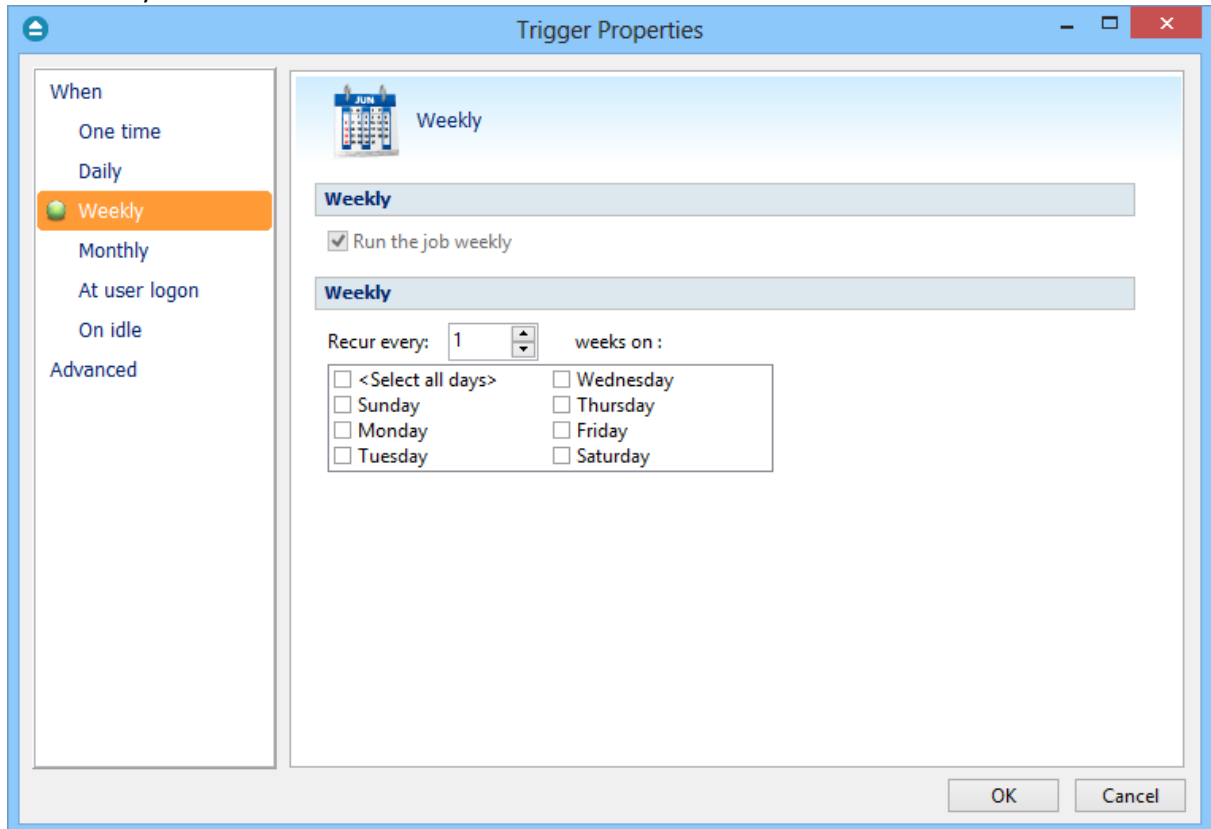 Trigger Properties
When
One time
Daily
Weekly
Monthly
At user logon
On idle
Advanced
JUN
Weekly
Weekly
Run the job weekly
Weekly
Recur every: 1 weeks on :
<Select all days> Wednesday
Sunday Thursday
Monday Friday
Tuesday Saturday
OK Cancel